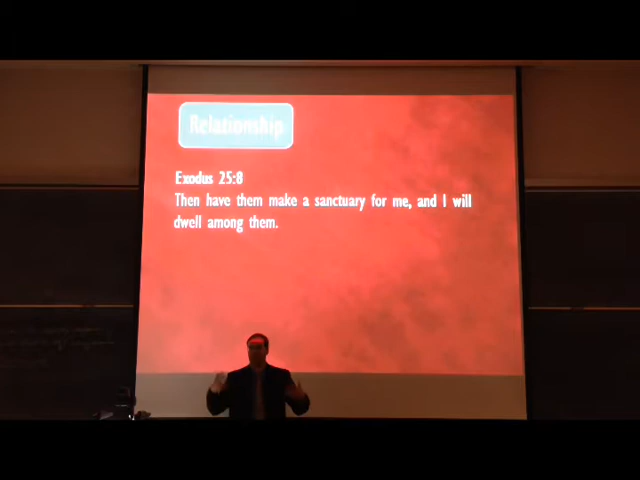 Relationship
Exodus 25:8
Then have them make a sanctuary for me, and I will
dwell among them.